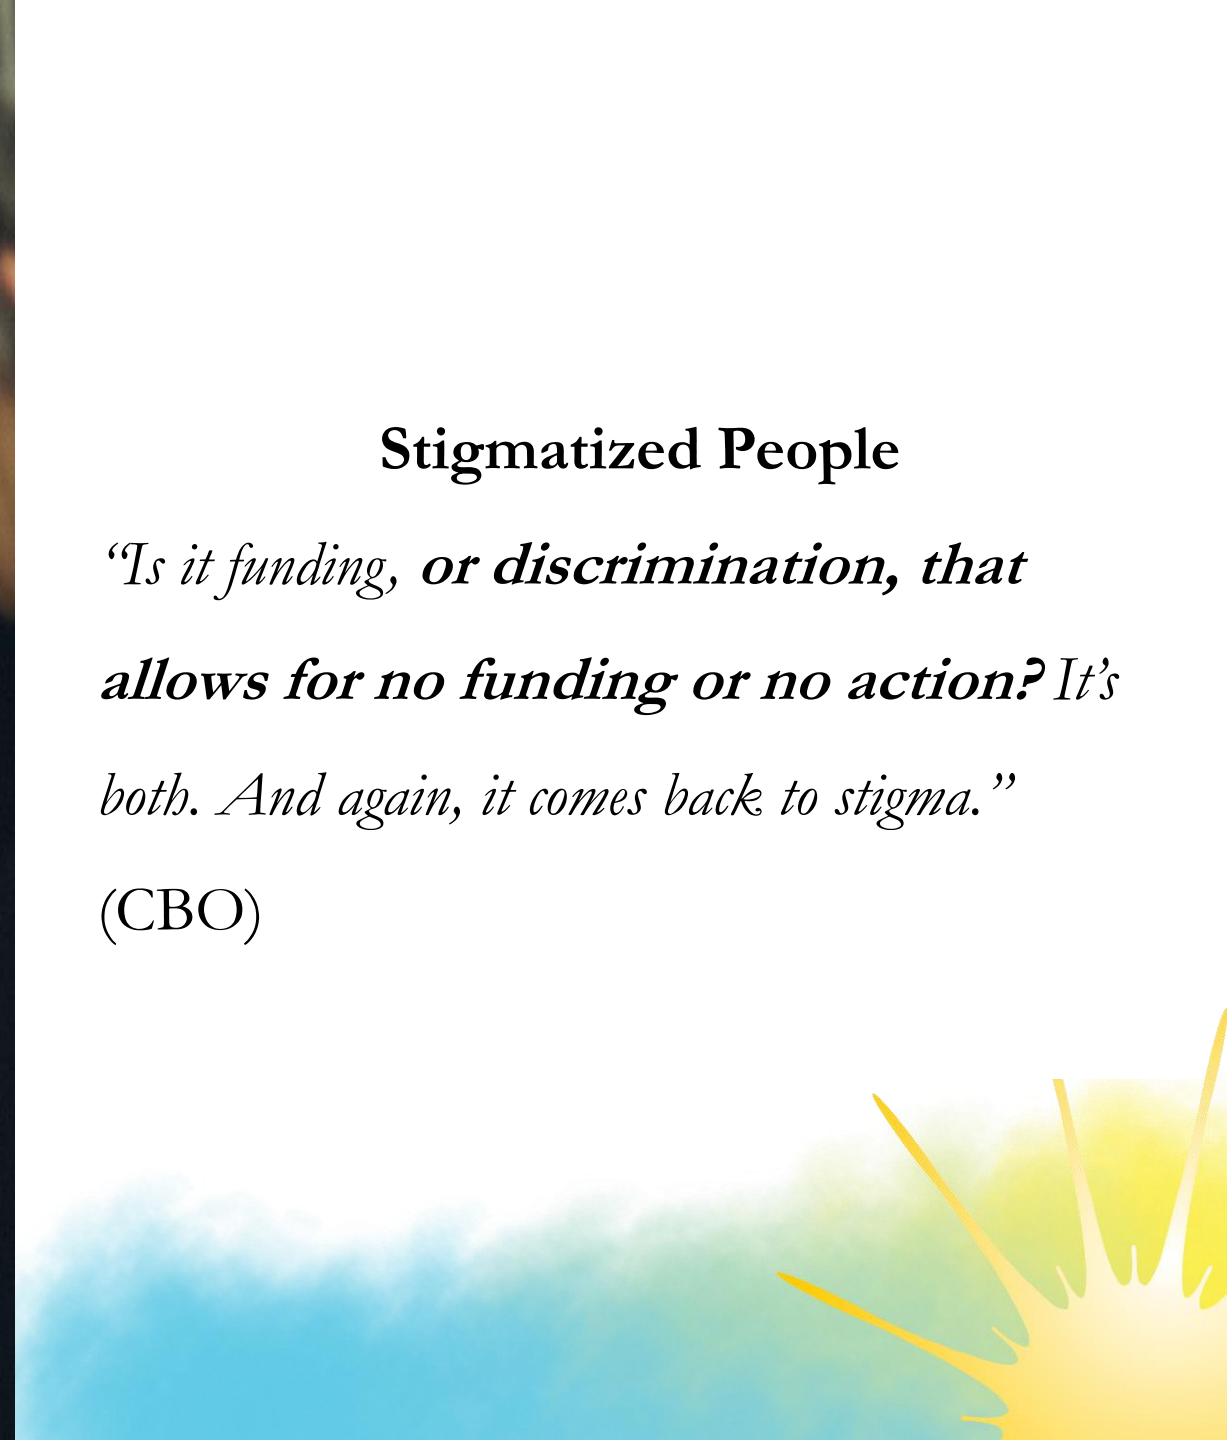 Stigmatized People
“Is it funding, or discrimination, that
allows for no funding or no action? It’s
both. And again, it comes back to stigma.”
(CBO)